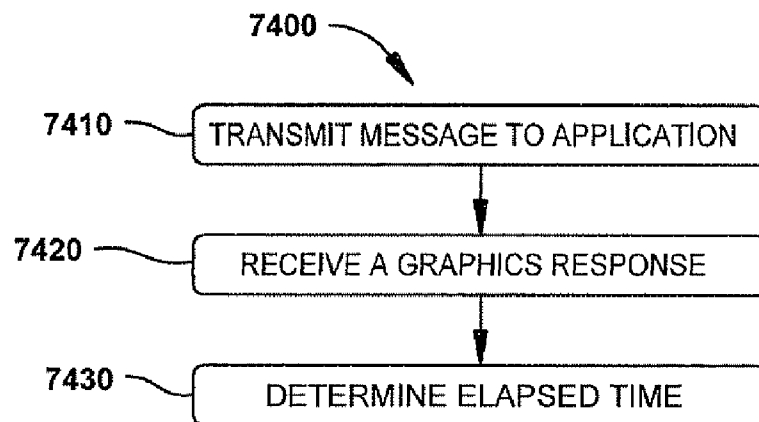 7400
7410 TRANSMIT MESSAGE TO APPLICATION
7420 RECEIVE A GRAPHICS RESPONSE
7430 DETERMINE ELAPSED TIME